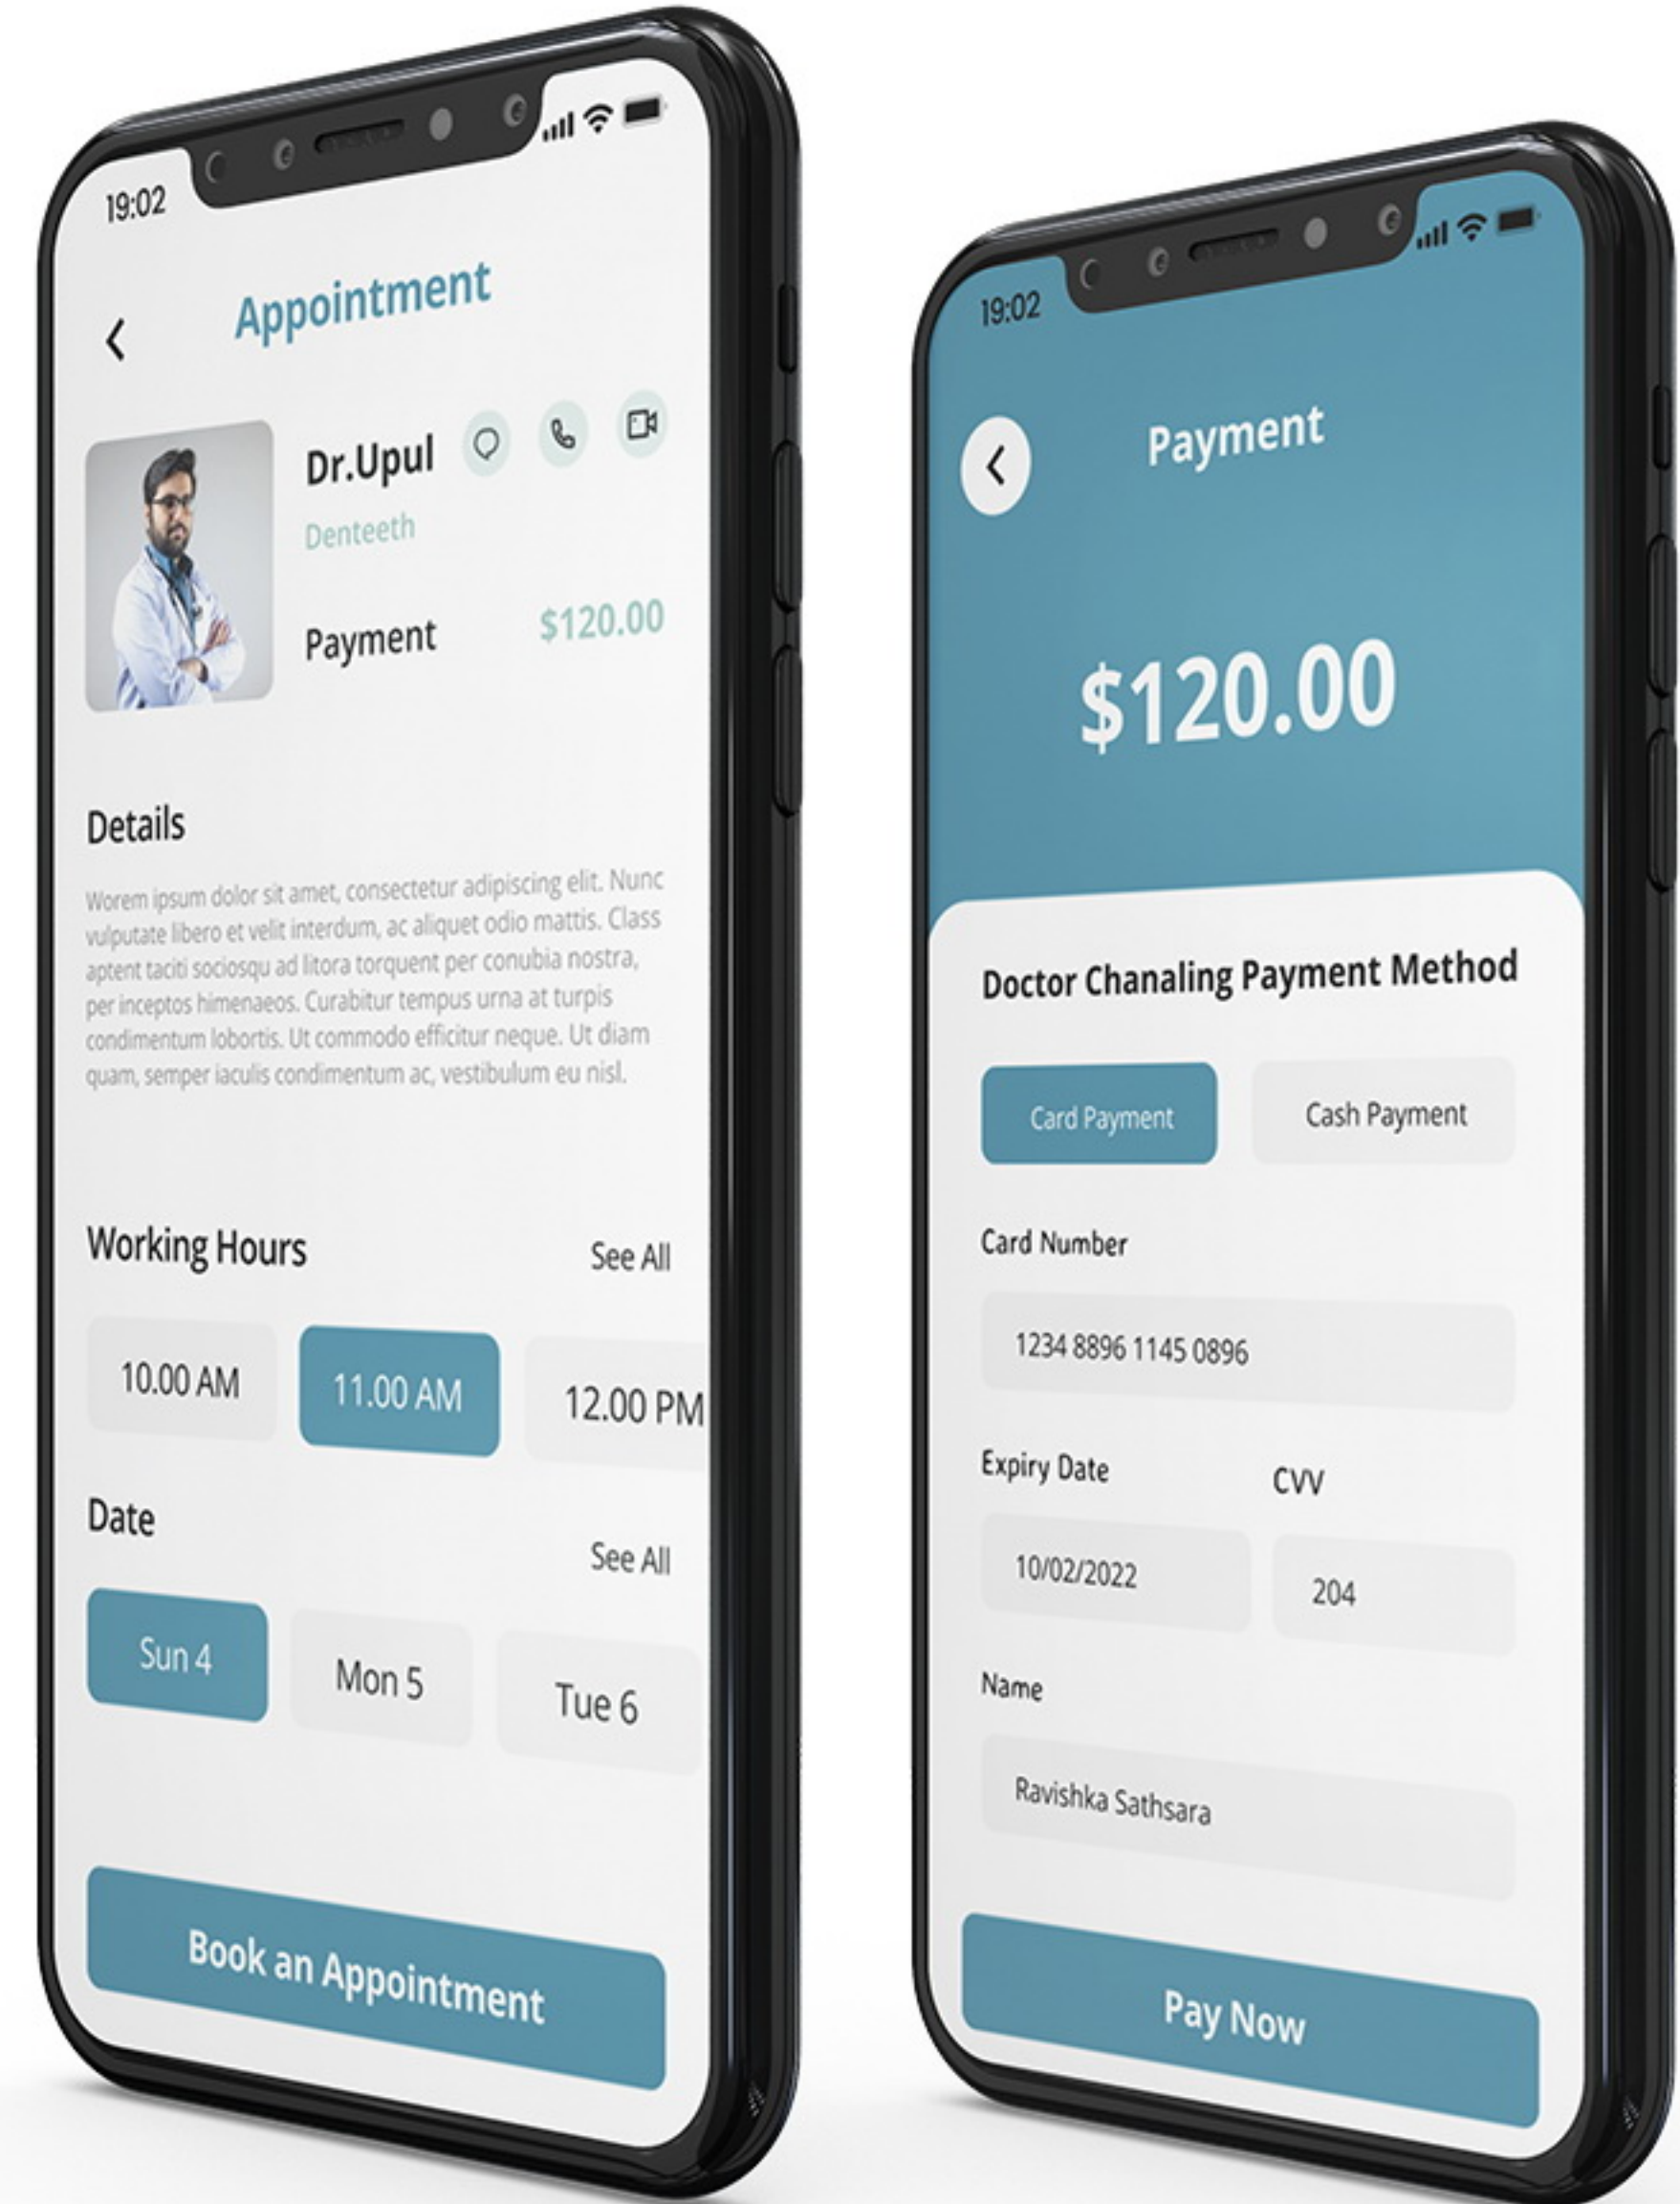 19:02
Appointment
Dr.Upul
Denteeth
Payment $120.00
Details
Worem ipsum dolor sit amet, consectetur adipiscing elit. Nunc
vulputate libero et velit interdum, ac aliquet odio mattis. Class
aptent taciti sociosqu ad litora torquent per conubia nostra,
per inceptos himenaeos. Curabitur tempus urna at turpis
condimentum lobortis. Ut commodo efficitur neque. Ut diam
quam, semper iaculis condimentum ac, vestibulum eu nisl.
Working Hours See All
10.00 AM 11.00 AM 12.00 PM
Date See All
Sun 4 Mon 5 Tue 6
Book an Appointment
19:02
Payment
$120.00
Doctor Chanaling Payment Method
Card Payment Cash Payment
Card Number
1234 8896 1145 0896
Expiry Date CVV
10/02/2022 204
Name
Ravishka Sathsara
Pay Now